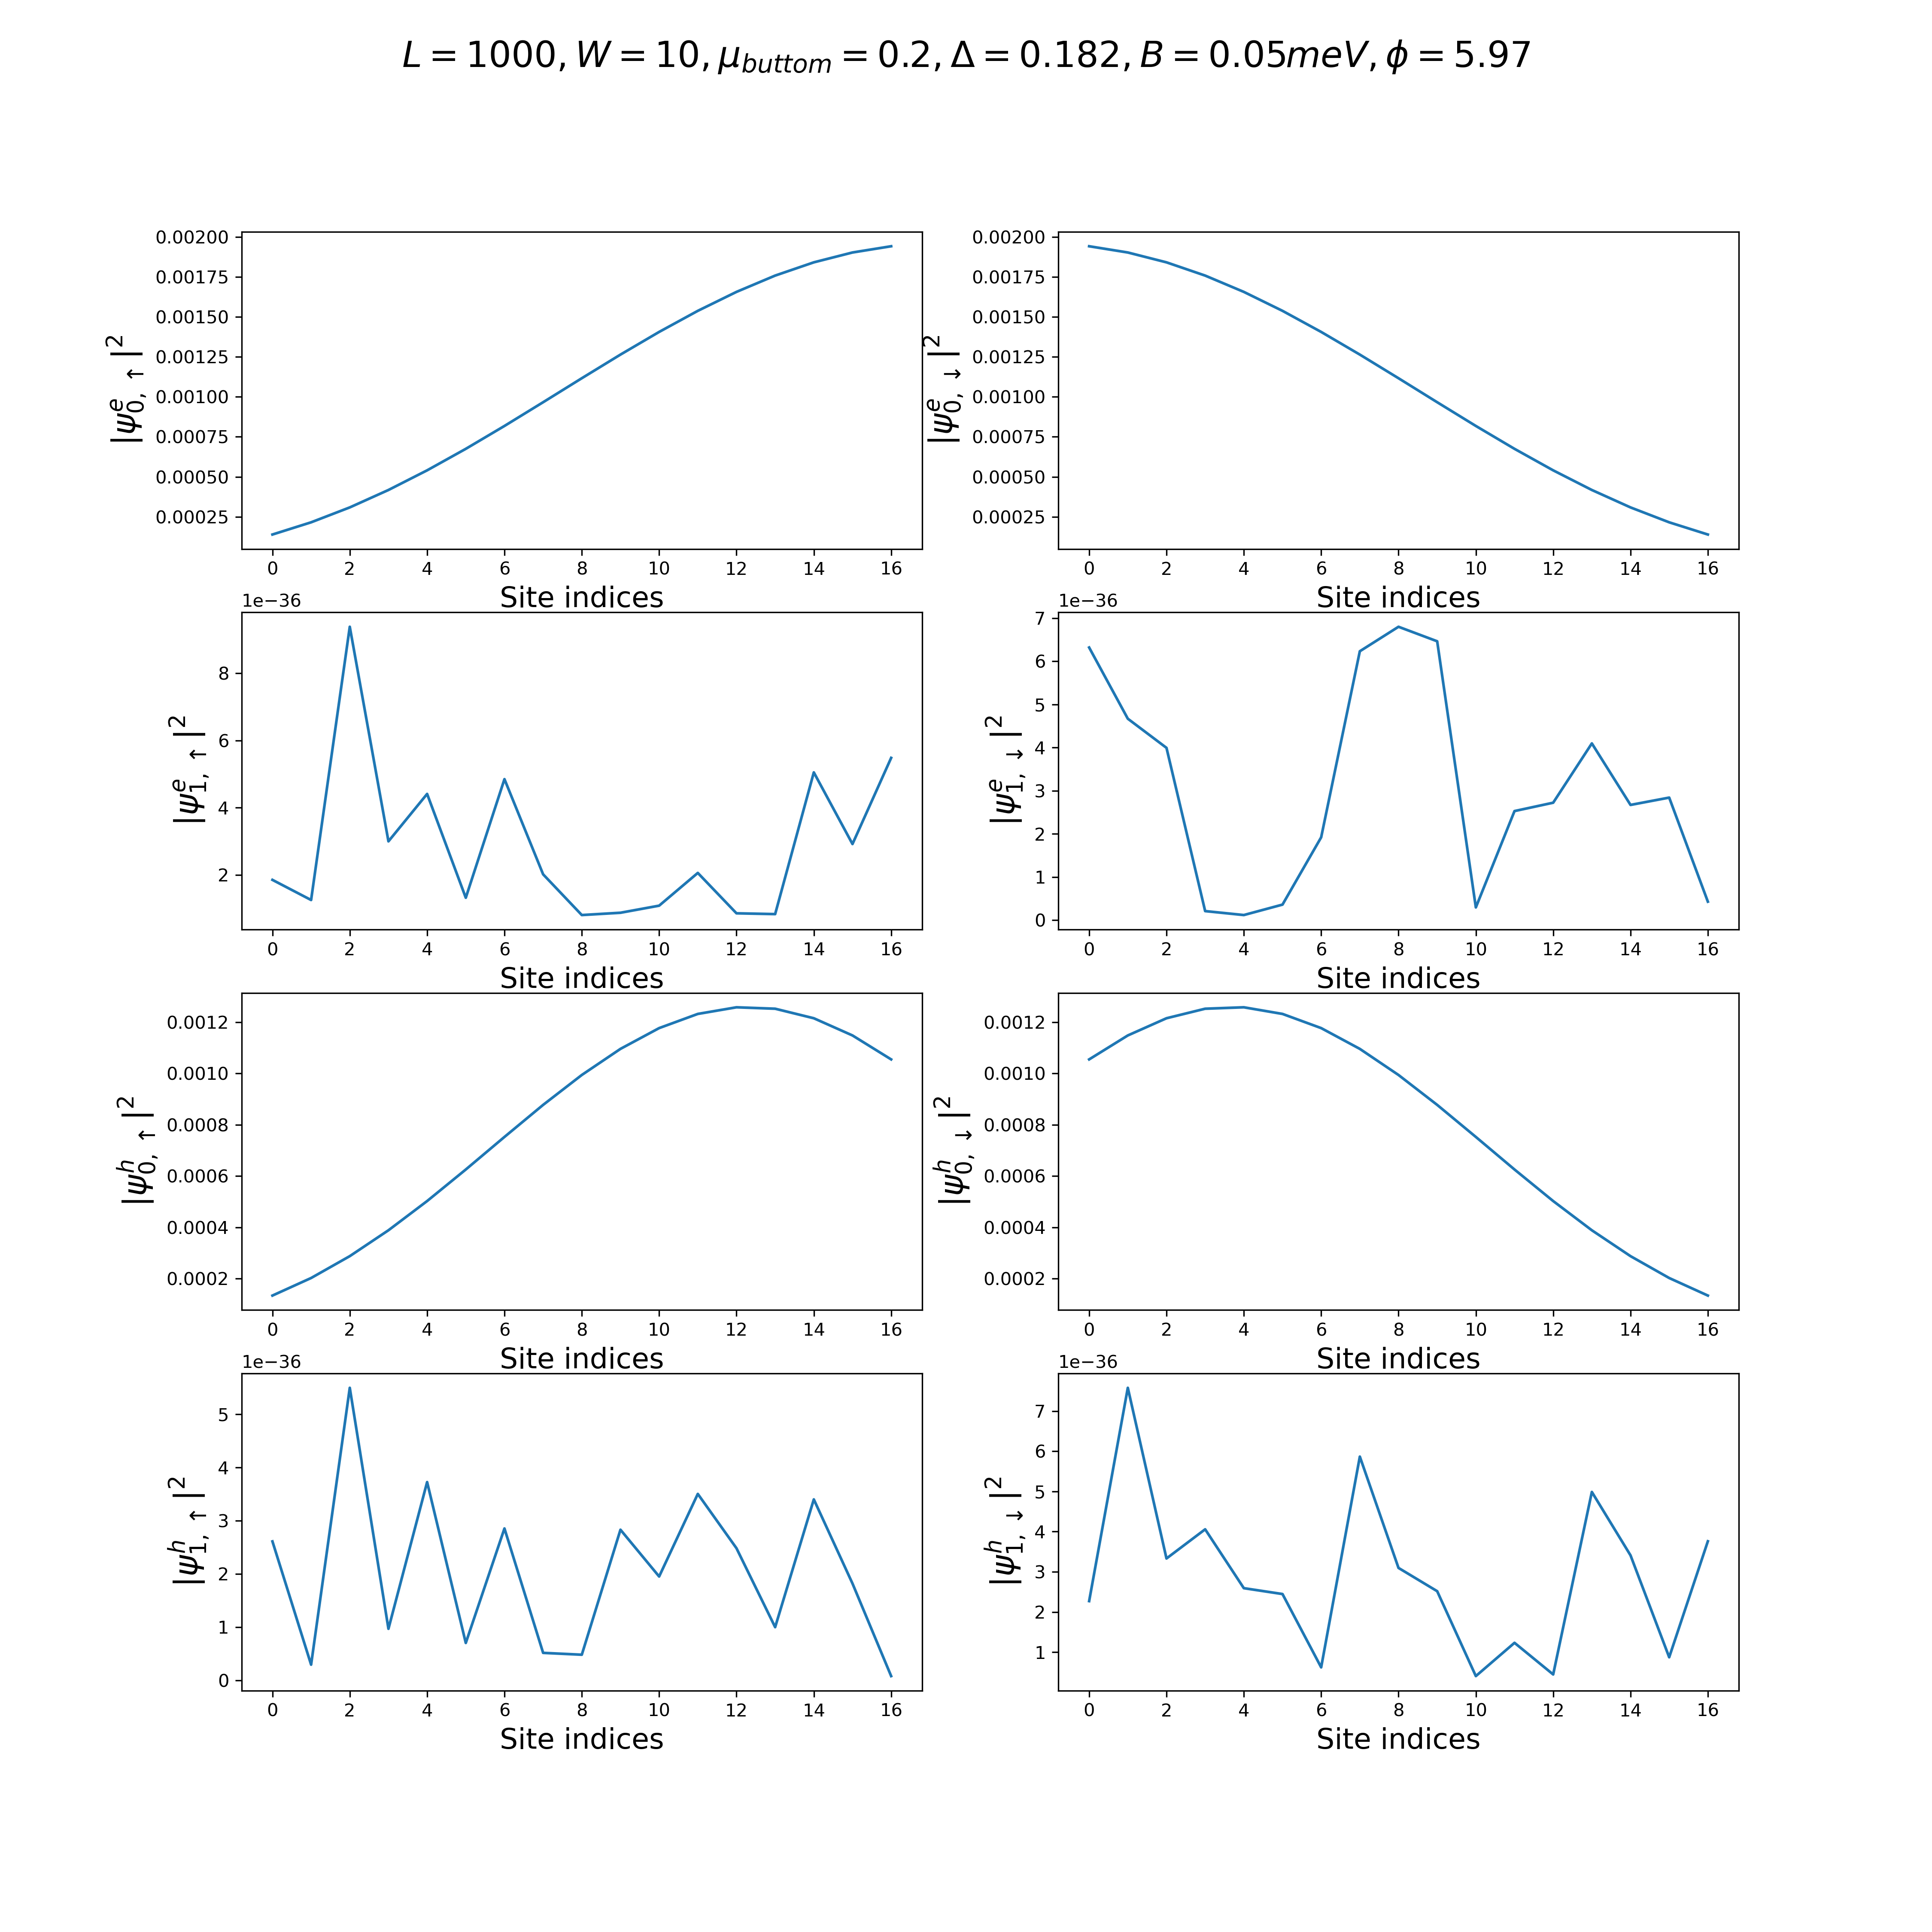 L = 1000, W = 10, μ_buttom = 0.2, Δ = 0.182, B = 0.05meV, ϕ = 5.97
|ψ^e_{0,↑}|^2
0.00200
0.00175
0.00150
0.00125
0.00100
0.00075
0.00050
0.00025
0 2 4 6 8 10 12 14 16
Site indices
|ψ^e_{0,↓}|^2
0.00200
0.00175
0.00150
0.00125
0.00100
0.00075
0.00050
0.00025
0 2 4 6 8 10 12 14 16
Site indices
1e−36
|ψ^e_{1,↑}|^2
8
6
4
2
0 2 4 6 8 10 12 14 16
Site indices
1e−36
|ψ^e_{1,↓}|^2
7
6
5
4
3
2
1
0
0 2 4 6 8 10 12 14 16
Site indices
|ψ^h_{0,↑}|^2
0.0012
0.0010
0.0008
0.0006
0.0004
0.0002
0 2 4 6 8 10 12 14 16
Site indices
|ψ^h_{0,↓}|^2
0.0012
0.0010
0.0008
0.0006
0.0004
0.0002
0 2 4 6 8 10 12 14 16
Site indices
1e−36
|ψ^h_{1,↑}|^2
5
4
3
2
1
0
0 2 4 6 8 10 12 14 16
Site indices
1e−36
|ψ^h_{1,↓}|^2
7
6
5
4
3
2
1
0 2 4 6 8 10 12 14 16
Site indices